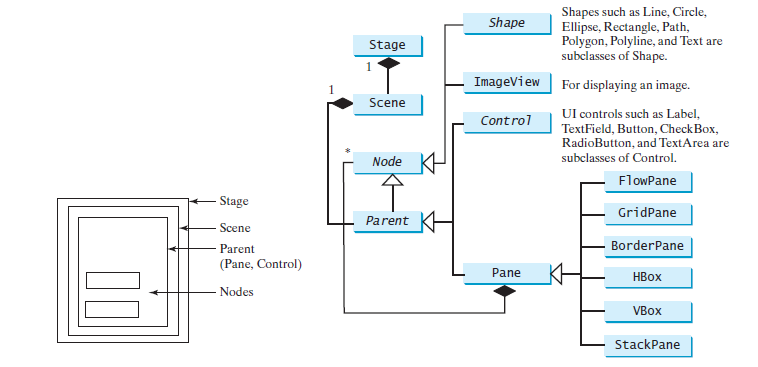 Stage
Scene
Parent
(Pane, Control)
Nodes
Stage
1
1
Scene
*
Node
Parent
Shape
Shapes such as Line, Circle,
Ellipse, Rectangle, Path,
Polygon, Polyline, and Text are
subclasses of Shape.
ImageView
For displaying an image.
Control
UI controls such as Label,
TextField, Button, CheckBox,
RadioButton, and TextArea are
subclasses of Control.
Pane
FlowPane
GridPane
BorderPane
HBox
VBox
StackPane